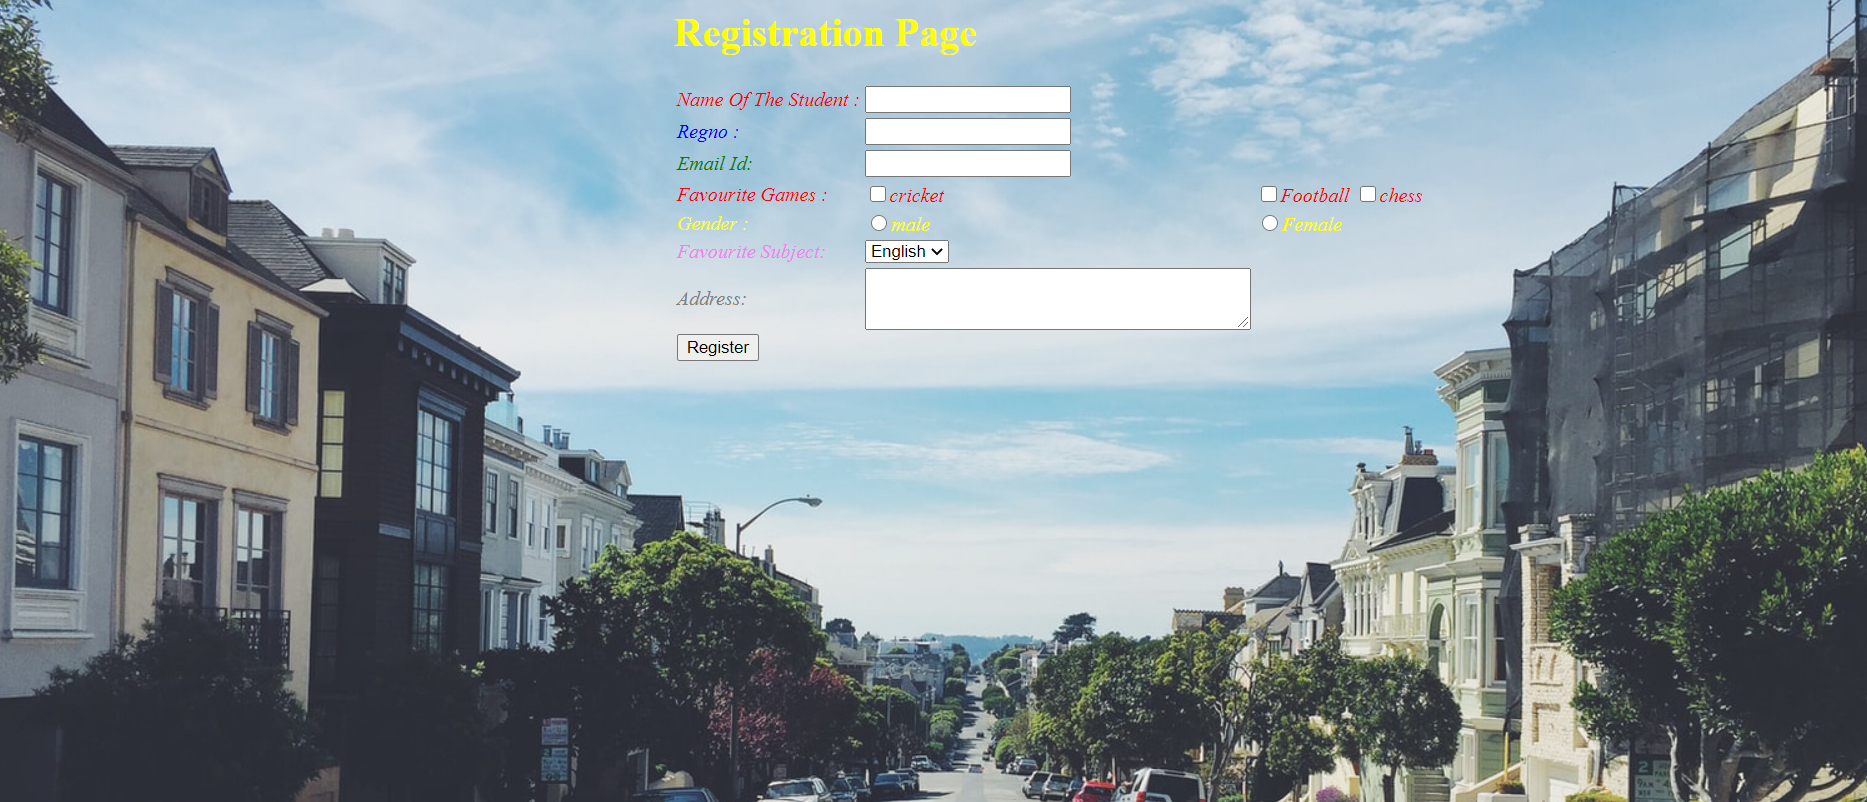 Registration Page
Name Of The Student :
Regno :
Email Id:
Favourite Games : cricket Football chess
Gender : male Female
Favourite Subject: English
Address:
Register